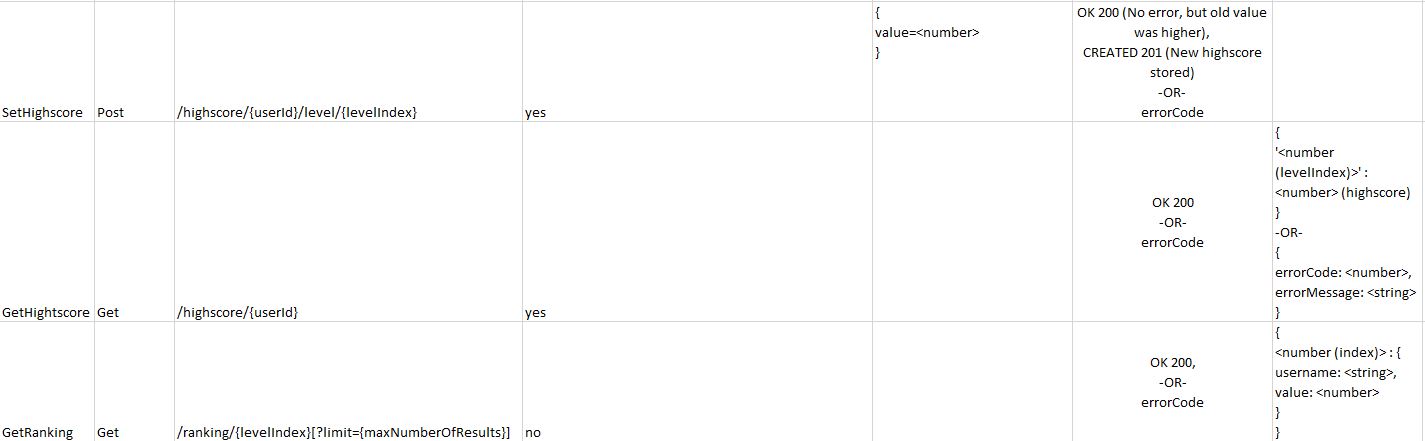 {
value=<number>
}
OK 200 (No error, but old value
was higher),
CREATED 201 (New highscore
stored)
-OR-
errorCode
SetHighscore
Post
/highscore/{userId}/level/{levelIndex}
yes
{
'<number
(levelIndex)>' :
<number> (highscore)
}
-OR-
{
errorCode: <number>,
errorMessage: <string>
}
OK 200
-OR-
errorCode
GetHightscore
Get
/highscore/{userId}
yes
{
<number (index)> : {
username: <string>,
value: <number>
}
}
OK 200,
-OR-
errorCode
GetRanking
Get
/ranking/{levelIndex}[?limit={maxNumberOfResults}]
no